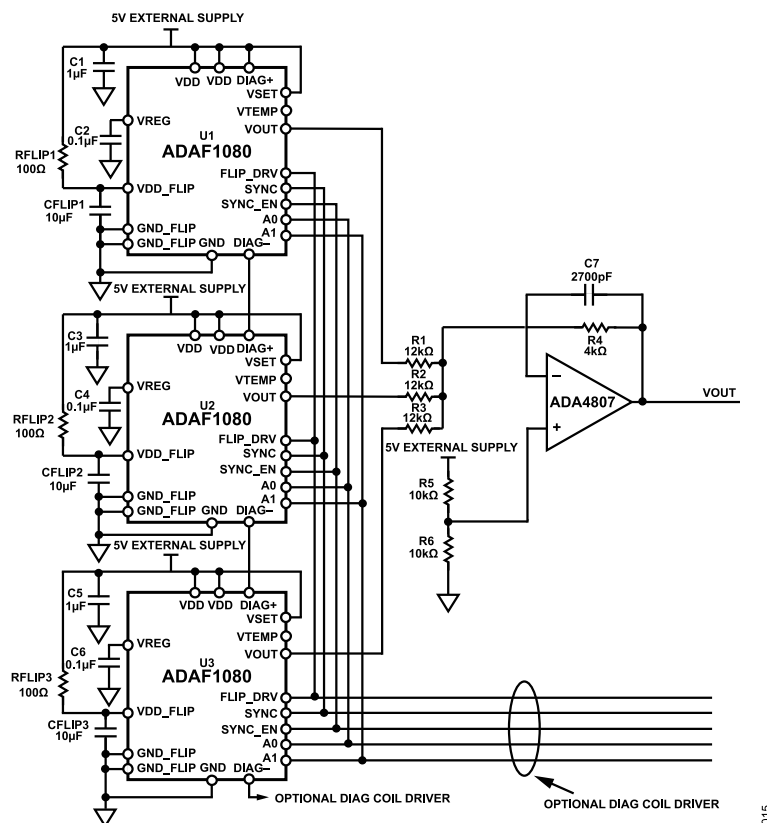 5V EXTERNAL SUPPLY
C1
1µF
VDD VDD DIAG+
VSET
VTEMP
VREG
VOUT
C2
0.1µF
U1
ADAF1080
RFLIP1
100Ω
FLIP_DRV
VDD_FLIP
SYNC
SYNC_EN
CFLIP1
10µF
A0
GND_FLIP
A1
GND_FLIP
GND DIAG–
5V EXTERNAL SUPPLY
C3
1µF
VDD VDD DIAG+
VSET
VTEMP
VREG
VOUT
C4
0.1µF
U2
ADAF1080
RFLIP2
100Ω
FLIP_DRV
VDD_FLIP
SYNC
SYNC_EN
CFLIP2
10µF
A0
GND_FLIP
A1
GND_FLIP
GND DIAG–
5V EXTERNAL SUPPLY
C5
1µF
VDD VDD DIAG+
VSET
VTEMP
VREG
VOUT
C6
0.1µF
U3
ADAF1080
RFLIP3
100Ω
FLIP_DRV
VDD_FLIP
SYNC
SYNC_EN
CFLIP3
10µF
A0
GND_FLIP
A1
GND_FLIP
GND DIAG–
OPTIONAL DIAG COIL DRIVER
C7
2700pF
R1
12kΩ
R2
12kΩ
R3
12kΩ
R4
4kΩ
–
+
ADA4807
VOUT
5V EXTERNAL SUPPLY
R5
10kΩ
R6
10kΩ
OPTIONAL DIAG COIL DRIVER
015